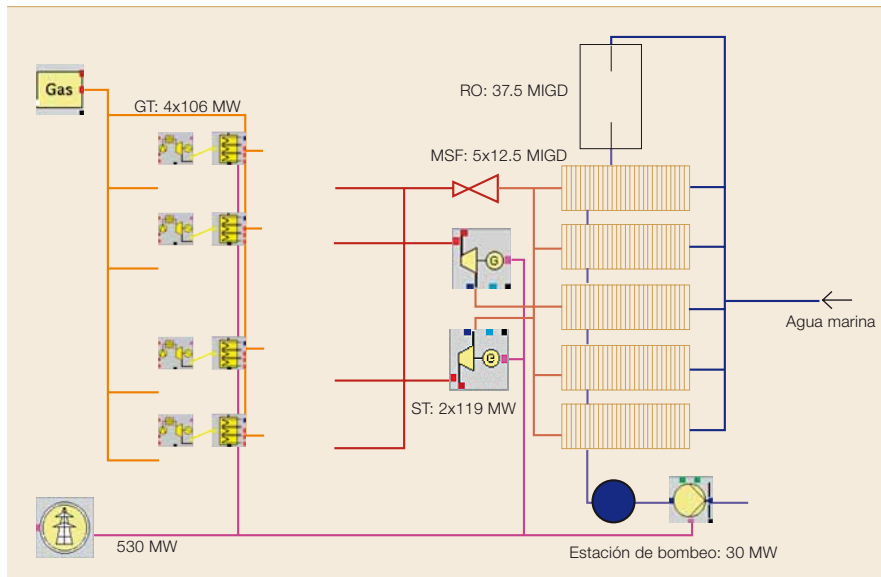 Gas
GT: 4x106 MW
RO: 37.5 MIGD
MSF: 5x12.5 MIGD
G
Agua marina
G
ST: 2x119 MW
530 MW
Estación de bombeo: 30 MW